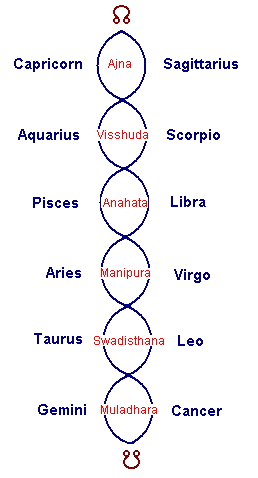 ☊
Capricorn Ajna Sagittarius
Aquarius Visshuda Scorpio
Pisces Anahata Libra
Aries Manipura Virgo
Taurus Swadisthana Leo
Gemini Muladhara Cancer
☋